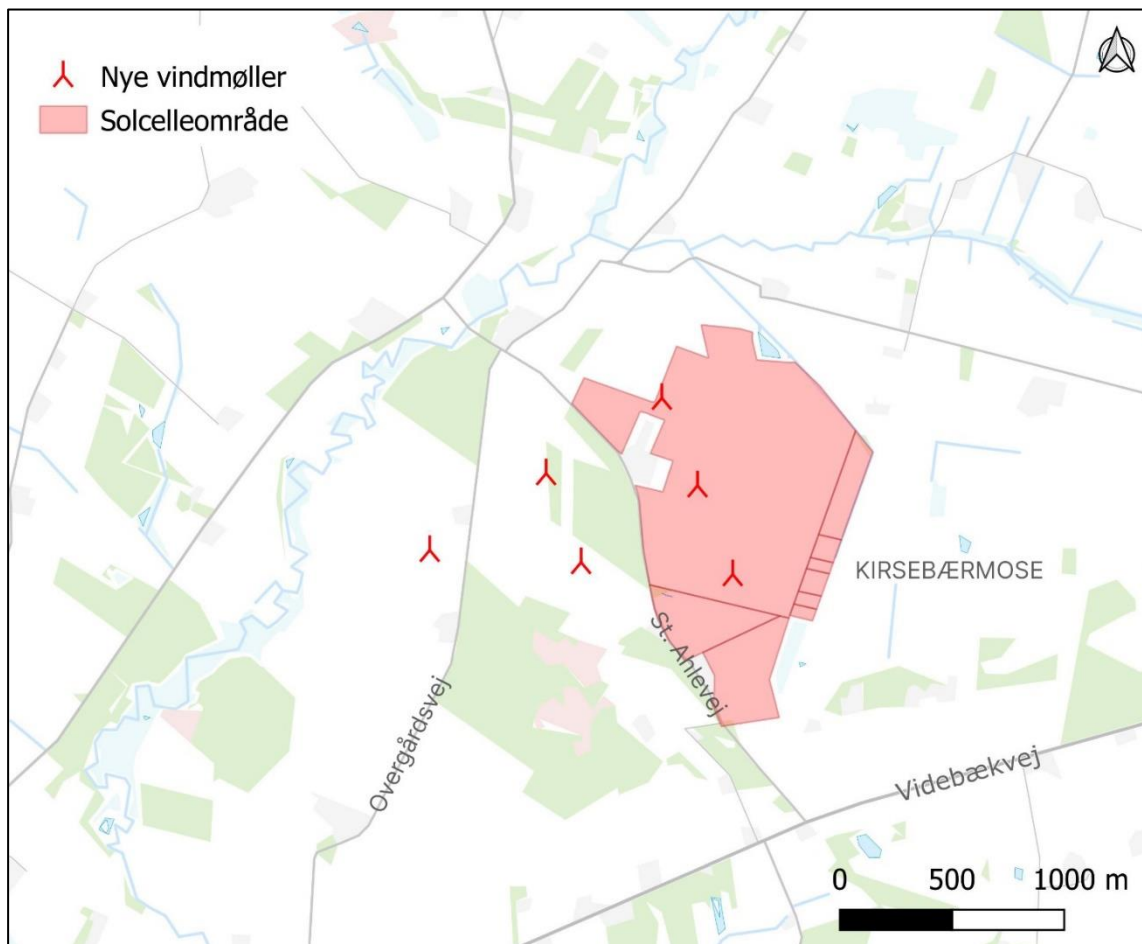 Nye vindmøller
Solcelleområde
KIRSEBÆRMOSE
St. Ahlevej
Overgårdsvej
Videbækvej
0 500 1000 m